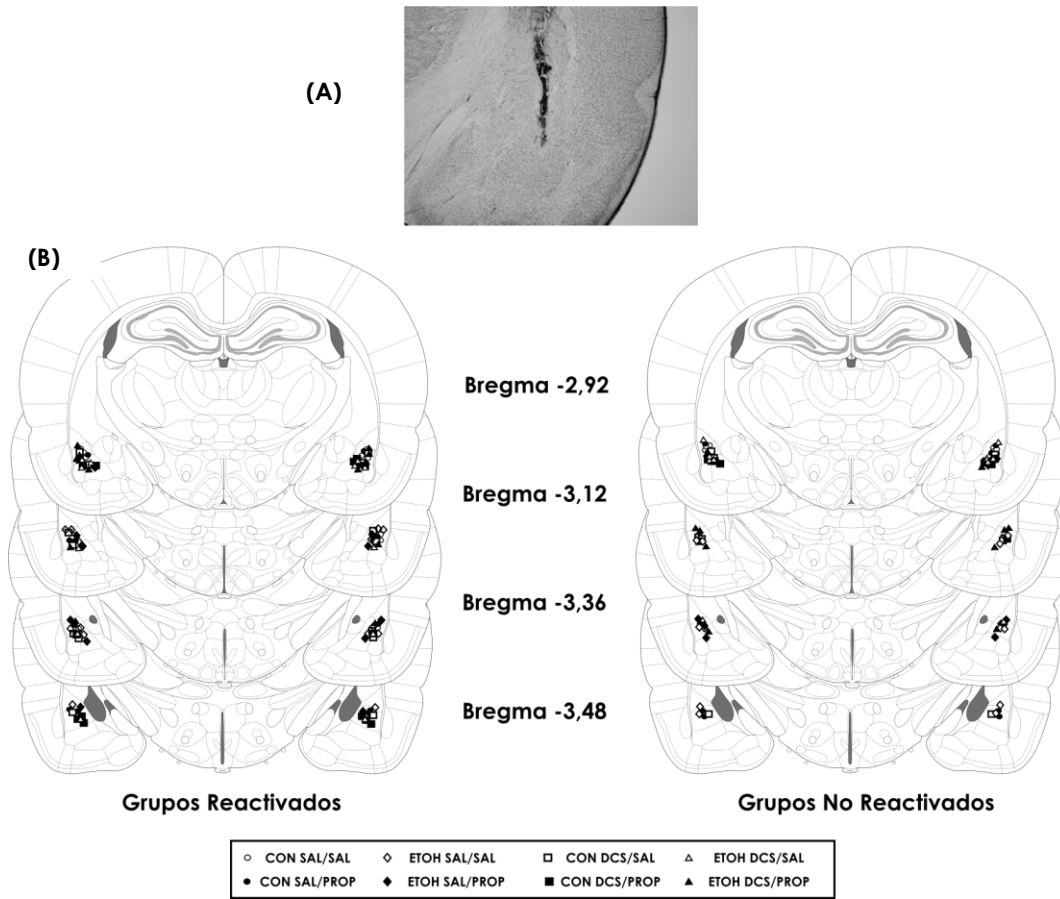 (A)
(B)
Bregma -2,92
Bregma -3,12
Bregma -3,36
Bregma -3,48
Grupos Reactivados
Grupos No Reactivados
CON SAL/SAL ETOH SAL/SAL CON DCS/SAL ETOH DCS/SAL
CON SAL/PROP ETOH SAL/PROP CON DCS/PROP ETOH DCS/PROP